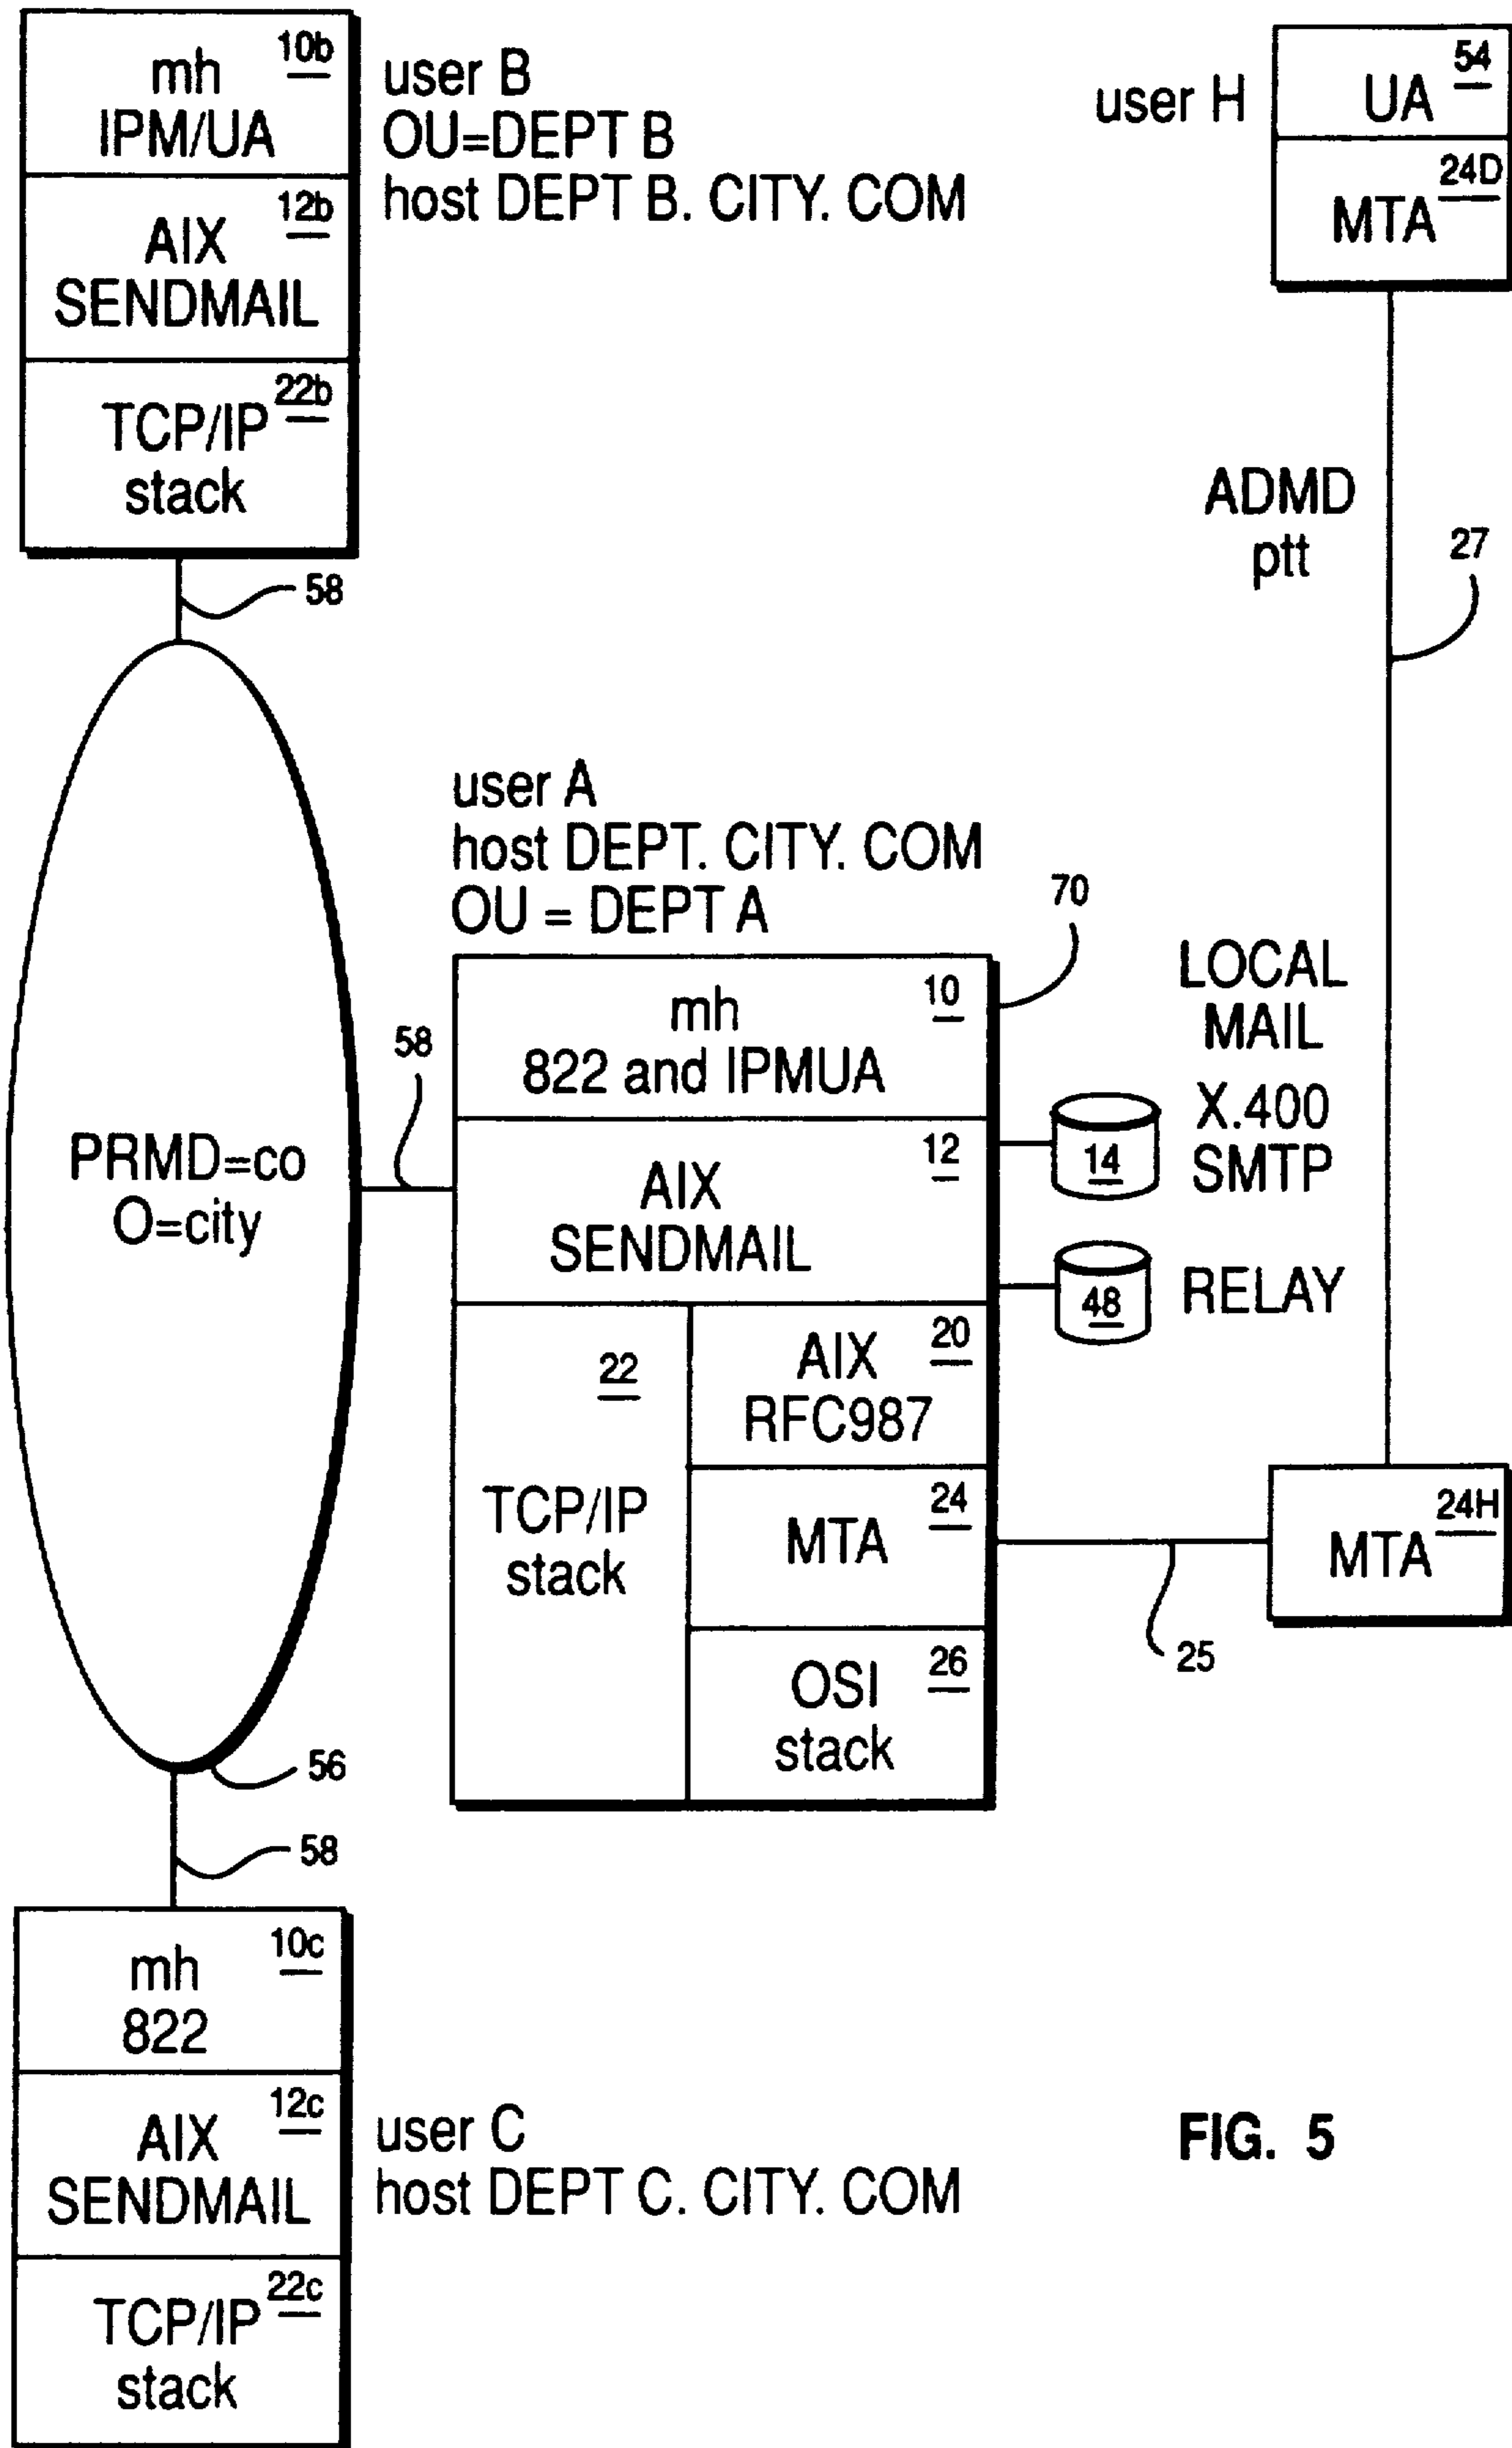 10b
mh
IPM/UA
12b
AIX
SENDMAIL
22b
TCP/IP
stack
user B
OU=DEPT B
host DEPT B. CITY. COM
58
user H
54
UA
24D
MTA
ADMD
ptt
27
PRMD=co
O=city
56
58
user A
host DEPT. CITY. COM
OU = DEPT A
70
10
mh
822 and IPMUA
12
AIX
SENDMAIL
22
TCP/IP
stack
20
AIX
RFC987
24
MTA
26
OSI
stack
LOCAL
MAIL
X.400
SMTP
14
48
RELAY
25
24H
MTA
58
10c
mh
822
12c
AIX
SENDMAIL
22c
TCP/IP
stack
user C
host DEPT C. CITY. COM
FIG. 5